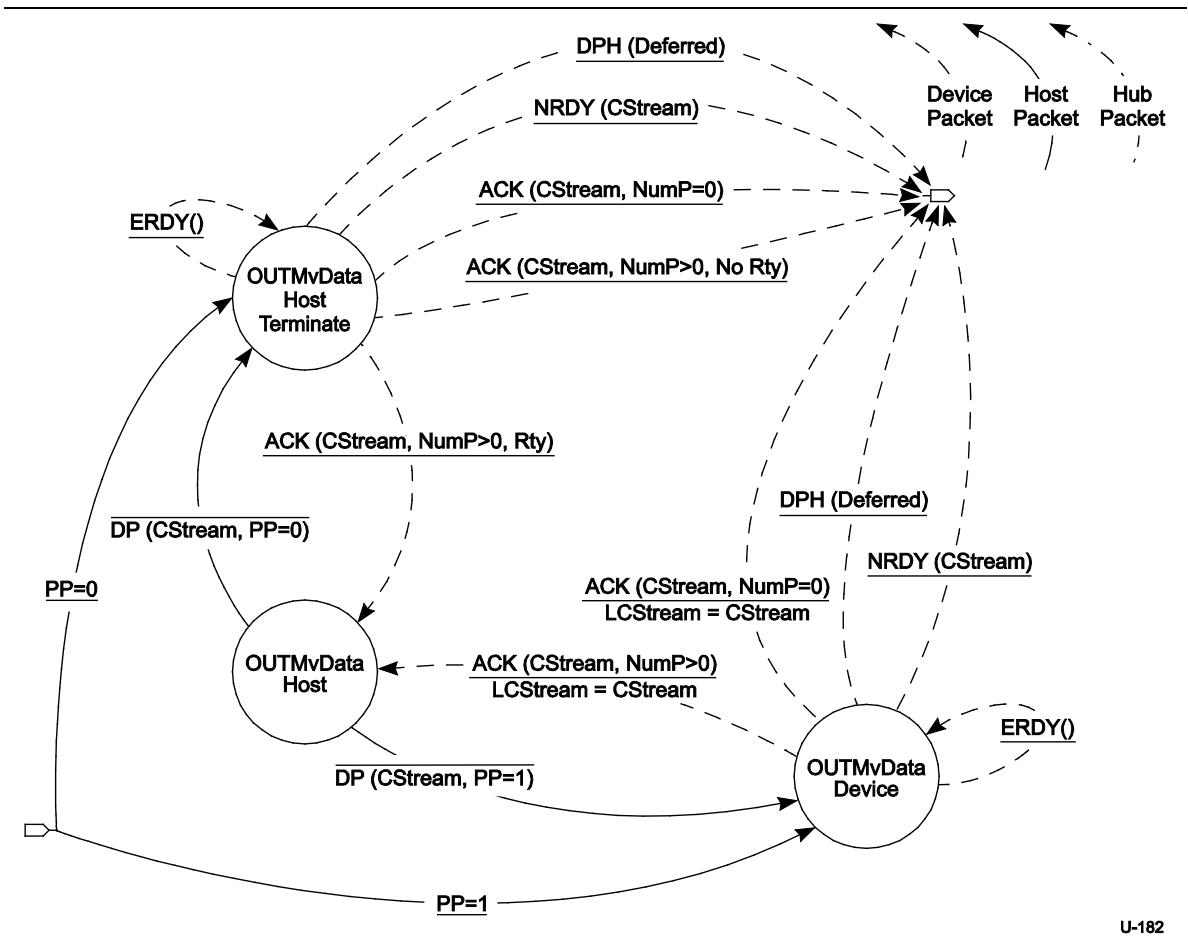 DPH (Deferred)
NRDY (CStream)
ACK (CStream, NumP=0)
ACK (CStream, NumP>0, No Rty)
Device
Packet
Host
Packet
Hub
Packet
ERDY()
OUTMvData
Host
Terminate
ACK (CStream, NumP>0, Rty)
DP (CStream, PP=0)
PP=0
DPH (Deferred)
NRDY (CStream)
ACK (CStream, NumP=0)
LCStream = CStream
OUTMvData
Host
ACK (CStream, NumP>0)
LCStream = CStream
ERDY()
DP (CStream, PP=1)
OUTMvData
Device
PP=1
U-182